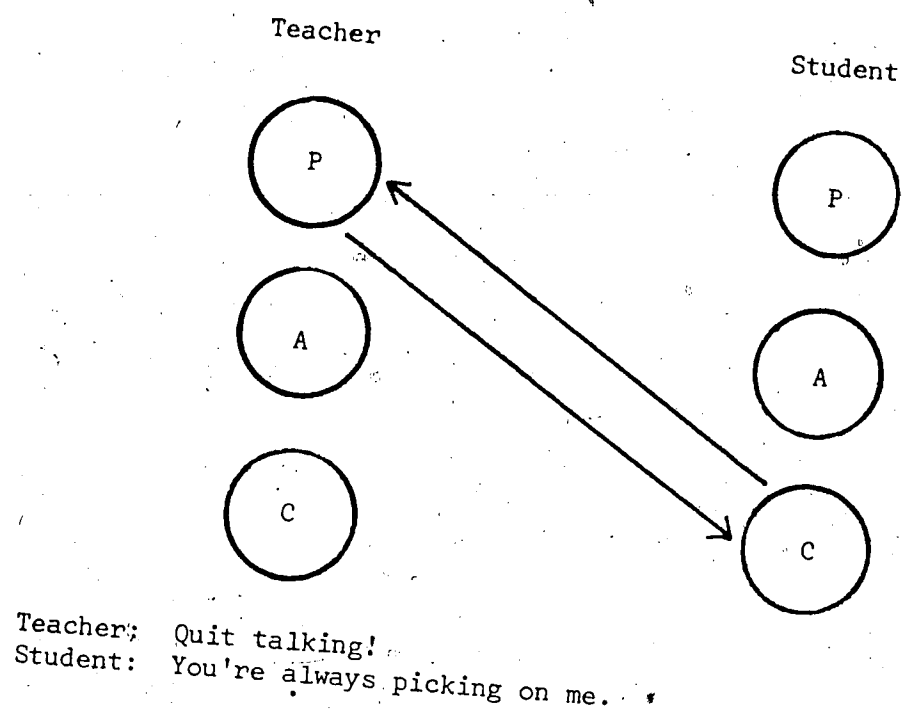 Teacher
Student
P
P
A
A
C
C
Teacher: Quit talking!
Student: You're always picking on me.